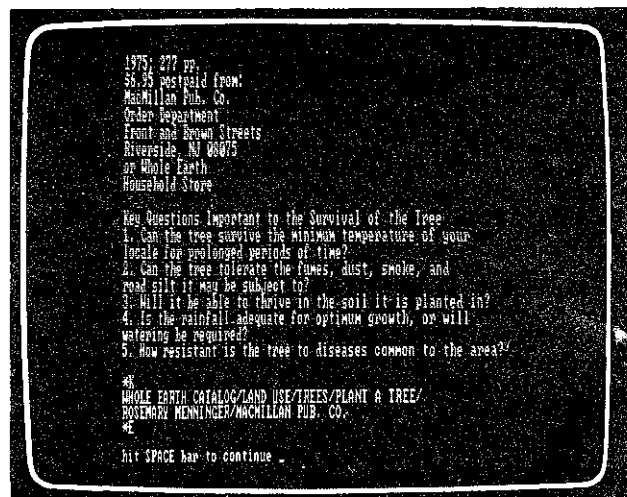 1975; 277 pp.
$6.95 postpaid from:
MacMillan Pub. Co.
Order Department
Front and Brown Streets
Riverside, NJ 08075
or Whole Earth
Household Store
Key Questions Important to the Survival of the Tree
1. Can the tree survive the minimum temperature of your
locale for prolonged periods of time?
2. Can the tree tolerate the fumes, dust, smoke, and
road silt it may be subject to?
3. Will it be able to thrive in the soil it is planted in?
4. Is the rainfall adequate for optimum growth, or will
watering be required?
5. How resistant is the tree to diseases common to the area?
*K
WHOLE EARTH CATALOG/LAND USE/TREES/PLANT A TREE/
ROSEMARY MENNINGER/MACMILLAN PUB. CO.
*E
hit SPACE bar to continue _